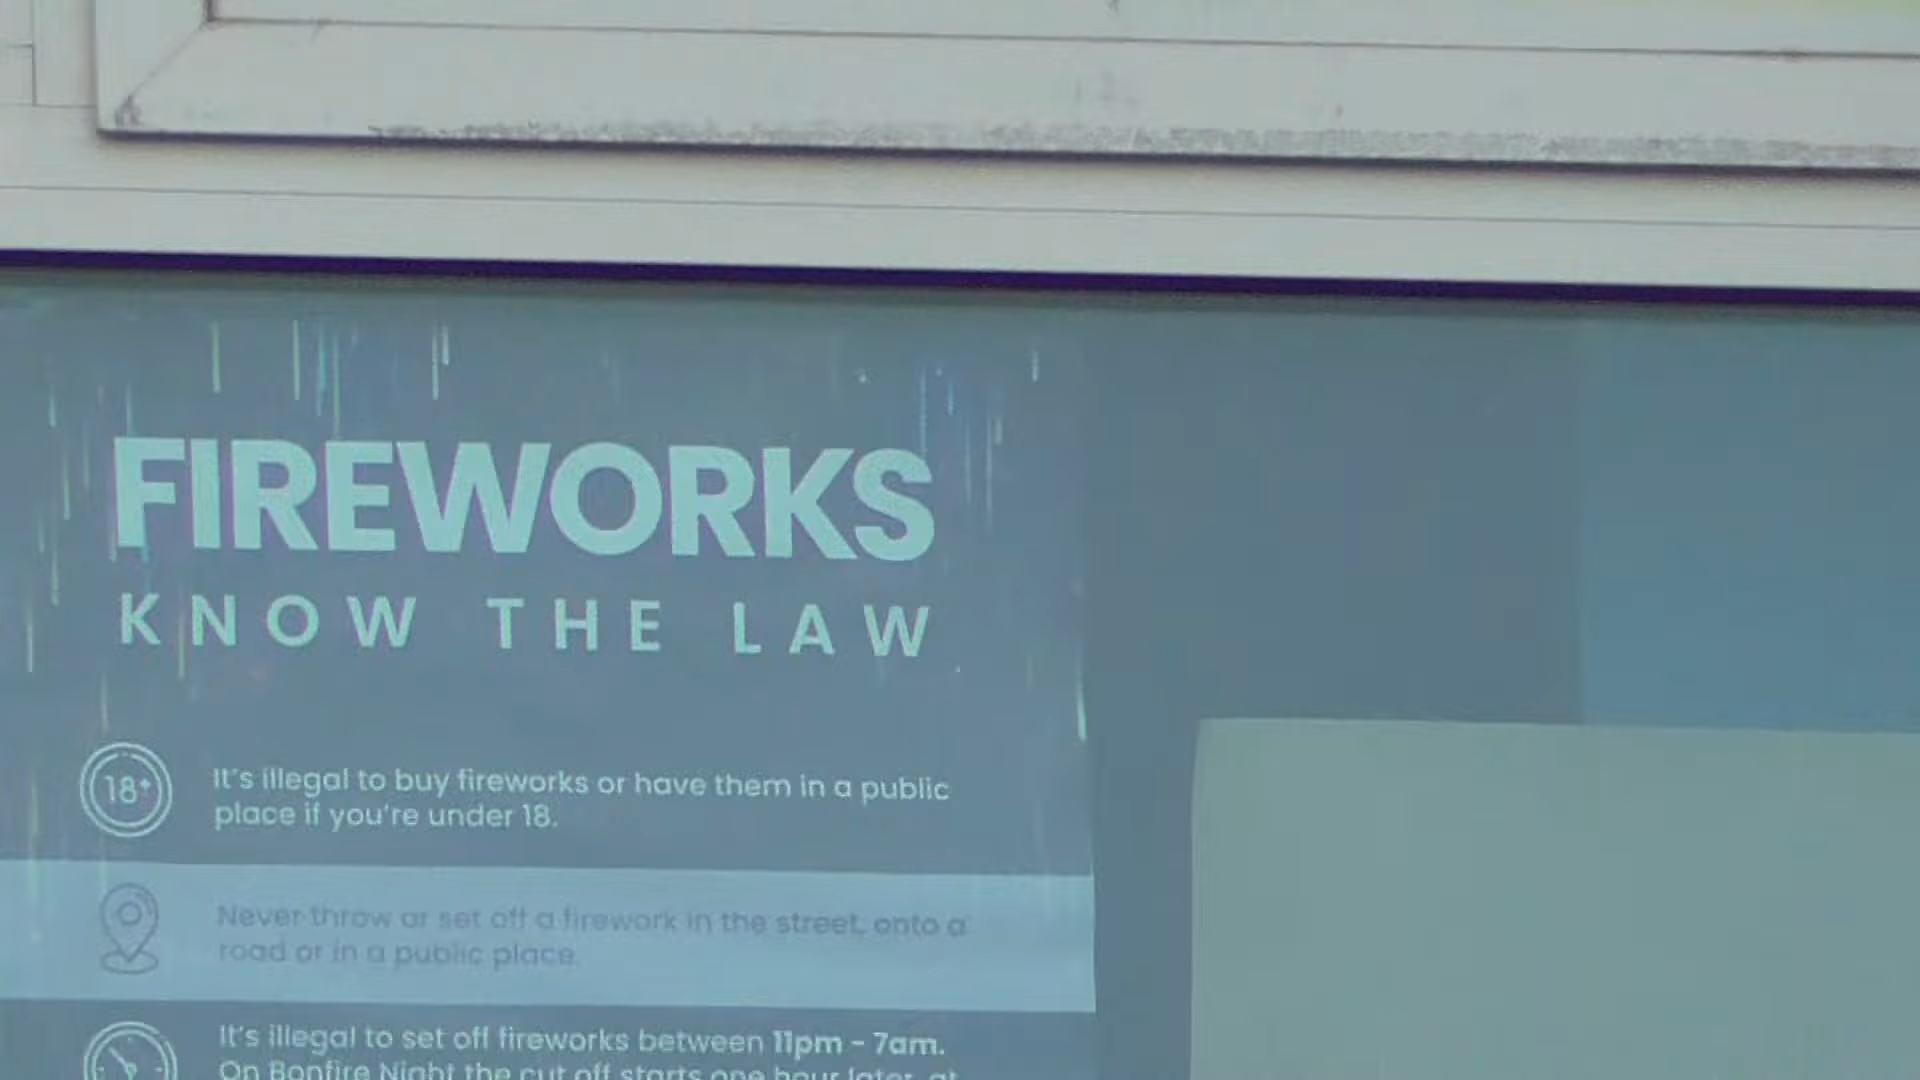 FIREWORKS
KNOW THE LAW
18+
It's illegal to buy fireworks or have them in a public
place if you're under 18.
Never throw or set off a firework in the street, onto a
road or in a public place.
It's illegal to set off fireworks between 11pm - 7am.
On Bonfire Night the cut off starts one hour later, at